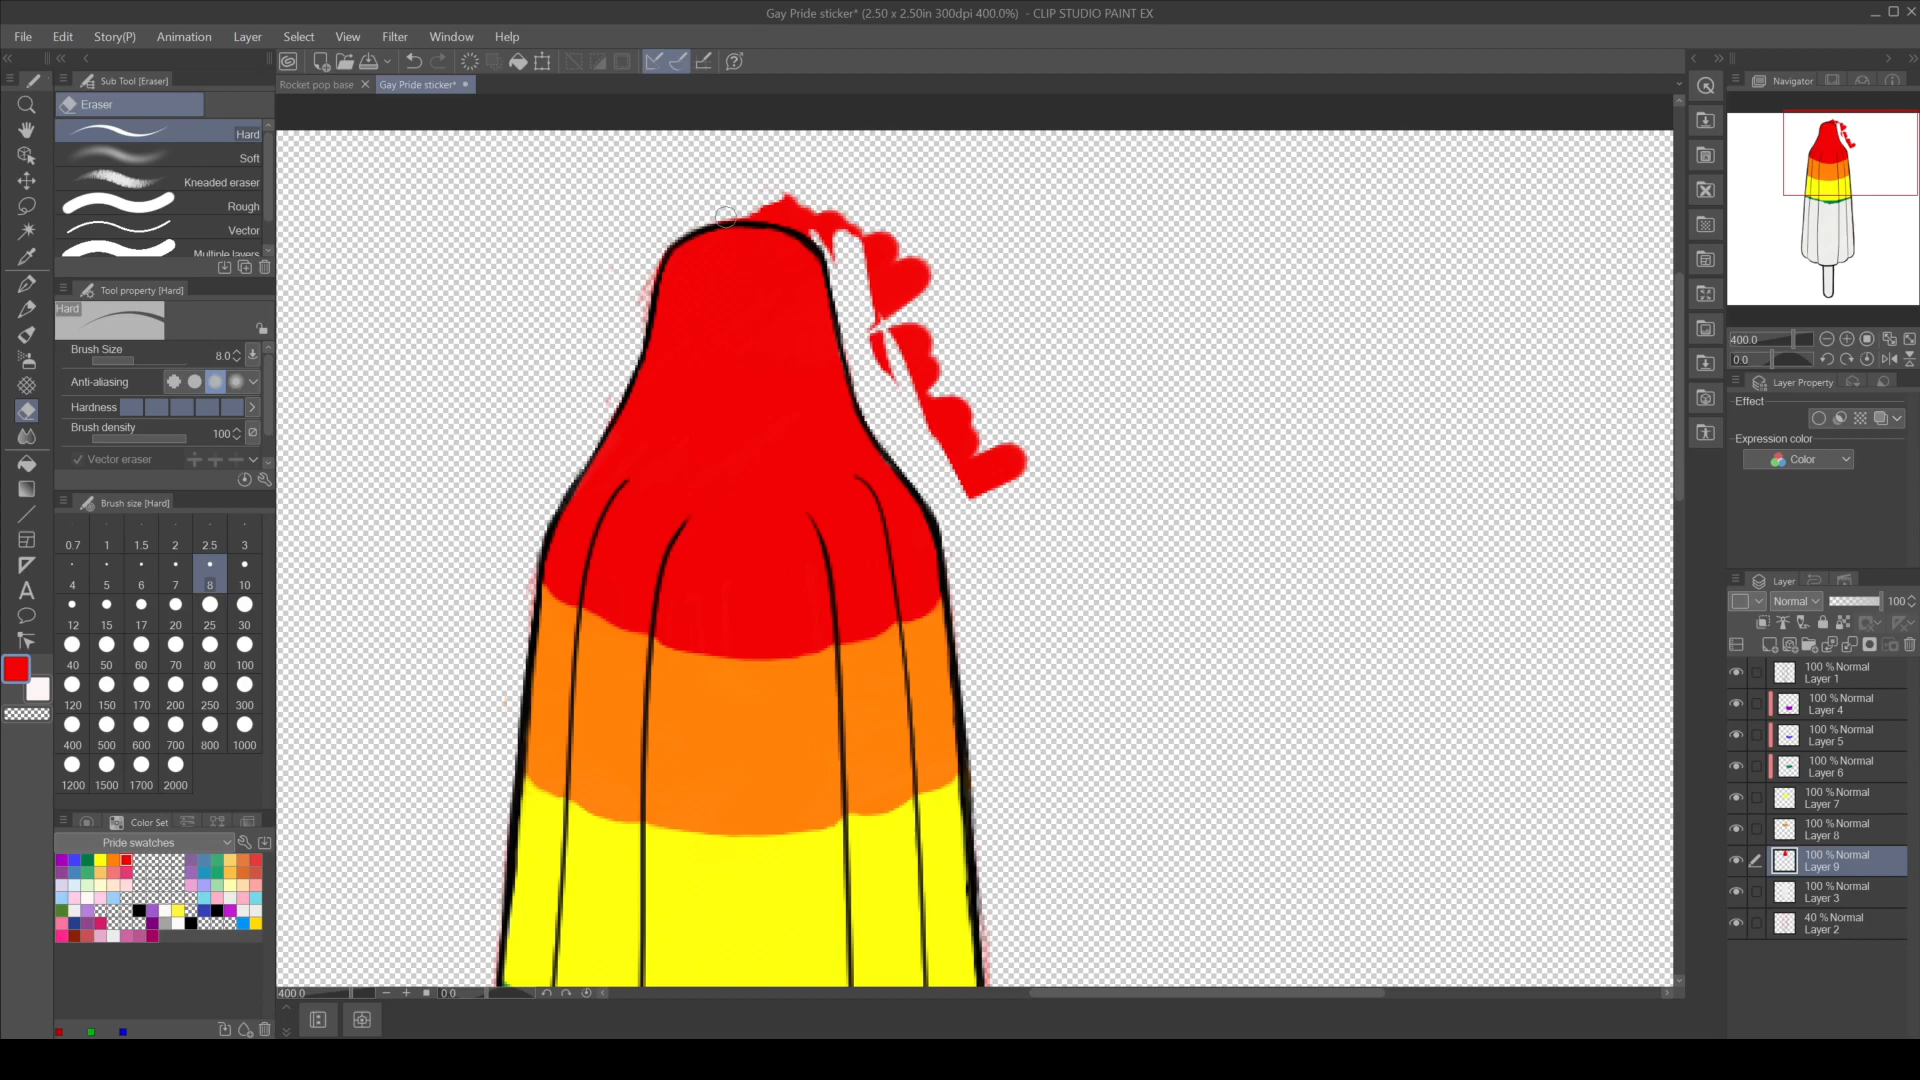 Gay Pride sticker* (2.50 x 2.50in 300dpi 400.0%) - CLIP STUDIO PAINT EX
File Edit Story(P) Animation Layer Select View Filter Window Help
Sub Tool [Eraser]
Rocket pop base
Gay Pride sticker*
Navigator
Eraser
Hard
Soft
Kneaded eraser
Rough
Vector
Multiple layers
Tool property [Hard]
Hard
Brush Size 8.0
Anti-aliasing
Hardness
Brush density 100
Vector eraser
Brush size [Hard]
0.7 1 1.5 2 2.5 3
4 5 6 7 8 10
12 15 17 20 25 30
40 50 60 70 80 100
120 150 170 200 250 300
400 500 600 700 800 1000
1200 1500 1700 2000
Color Set
Pride swatches
400.0
0 0
400.0
0 0
Layer Property
Effect
Expression color
Color
Layer
Normal 100
100 % Normal
Layer 1
100 % Normal
Layer 4
100 % Normal
Layer 5
100 % Normal
Layer 6
100 % Normal
Layer 7
100 % Normal
Layer 8
100 % Normal
Layer 9
100 % Normal
Layer 3
40 % Normal
Layer 2